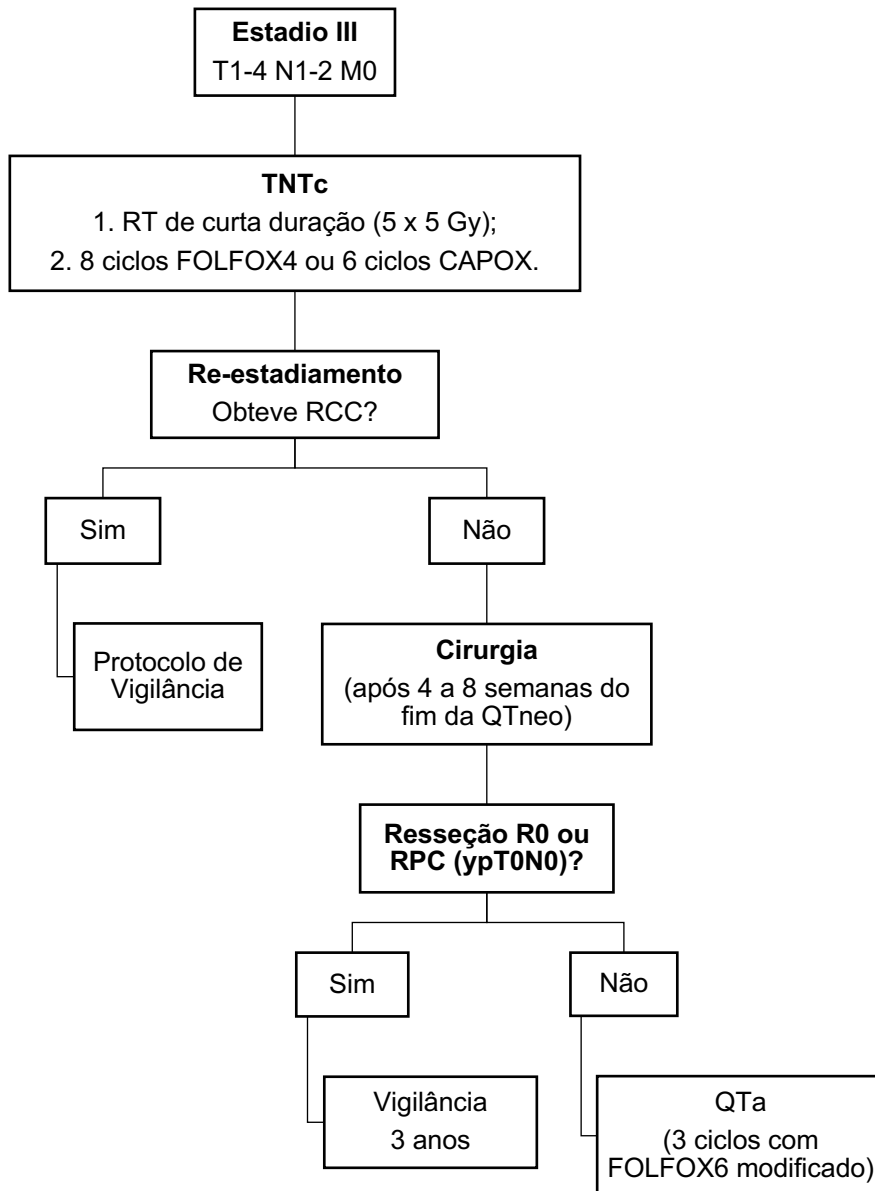 Estadio III
T1-4 N1-2 M0
TNTc
1. RT de curta duração (5 x 5 Gy);
2. 8 ciclos FOLFOX4 ou 6 ciclos CAPOX.
Re-estadiamento
Obteve RCC?
Sim
Não
Protocolo de
Vigilância
Cirurgia
(após 4 a 8 semanas do
fim da QTneo)
Resseção R0 ou
RPC (ypT0N0)?
Sim
Não
Vigilância
3 anos
QTa
(3 ciclos com
FOLFOX6 modificado)